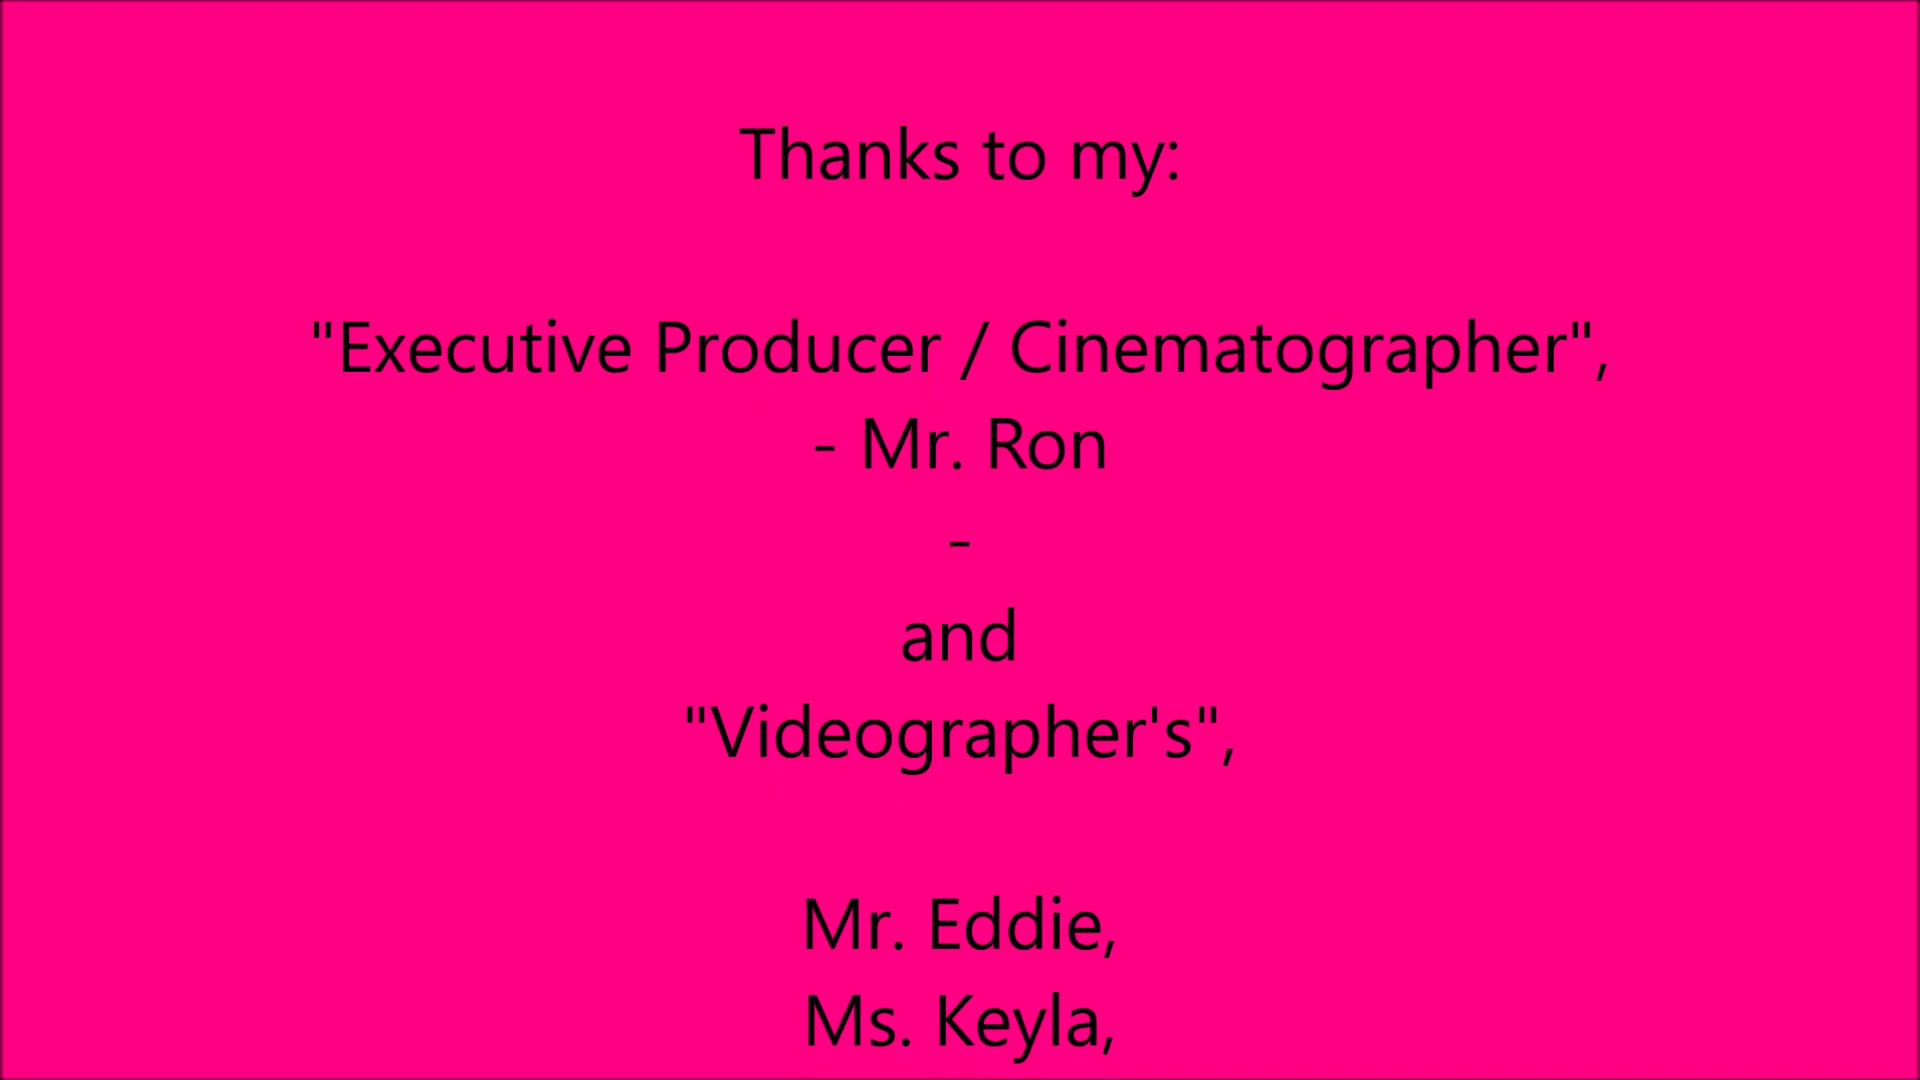 Thanks to my:
"Executive Producer / Cinematographer",
- Mr. Ron
-
and
"Videographer's",
Mr. Eddie,
Ms. Keyla,